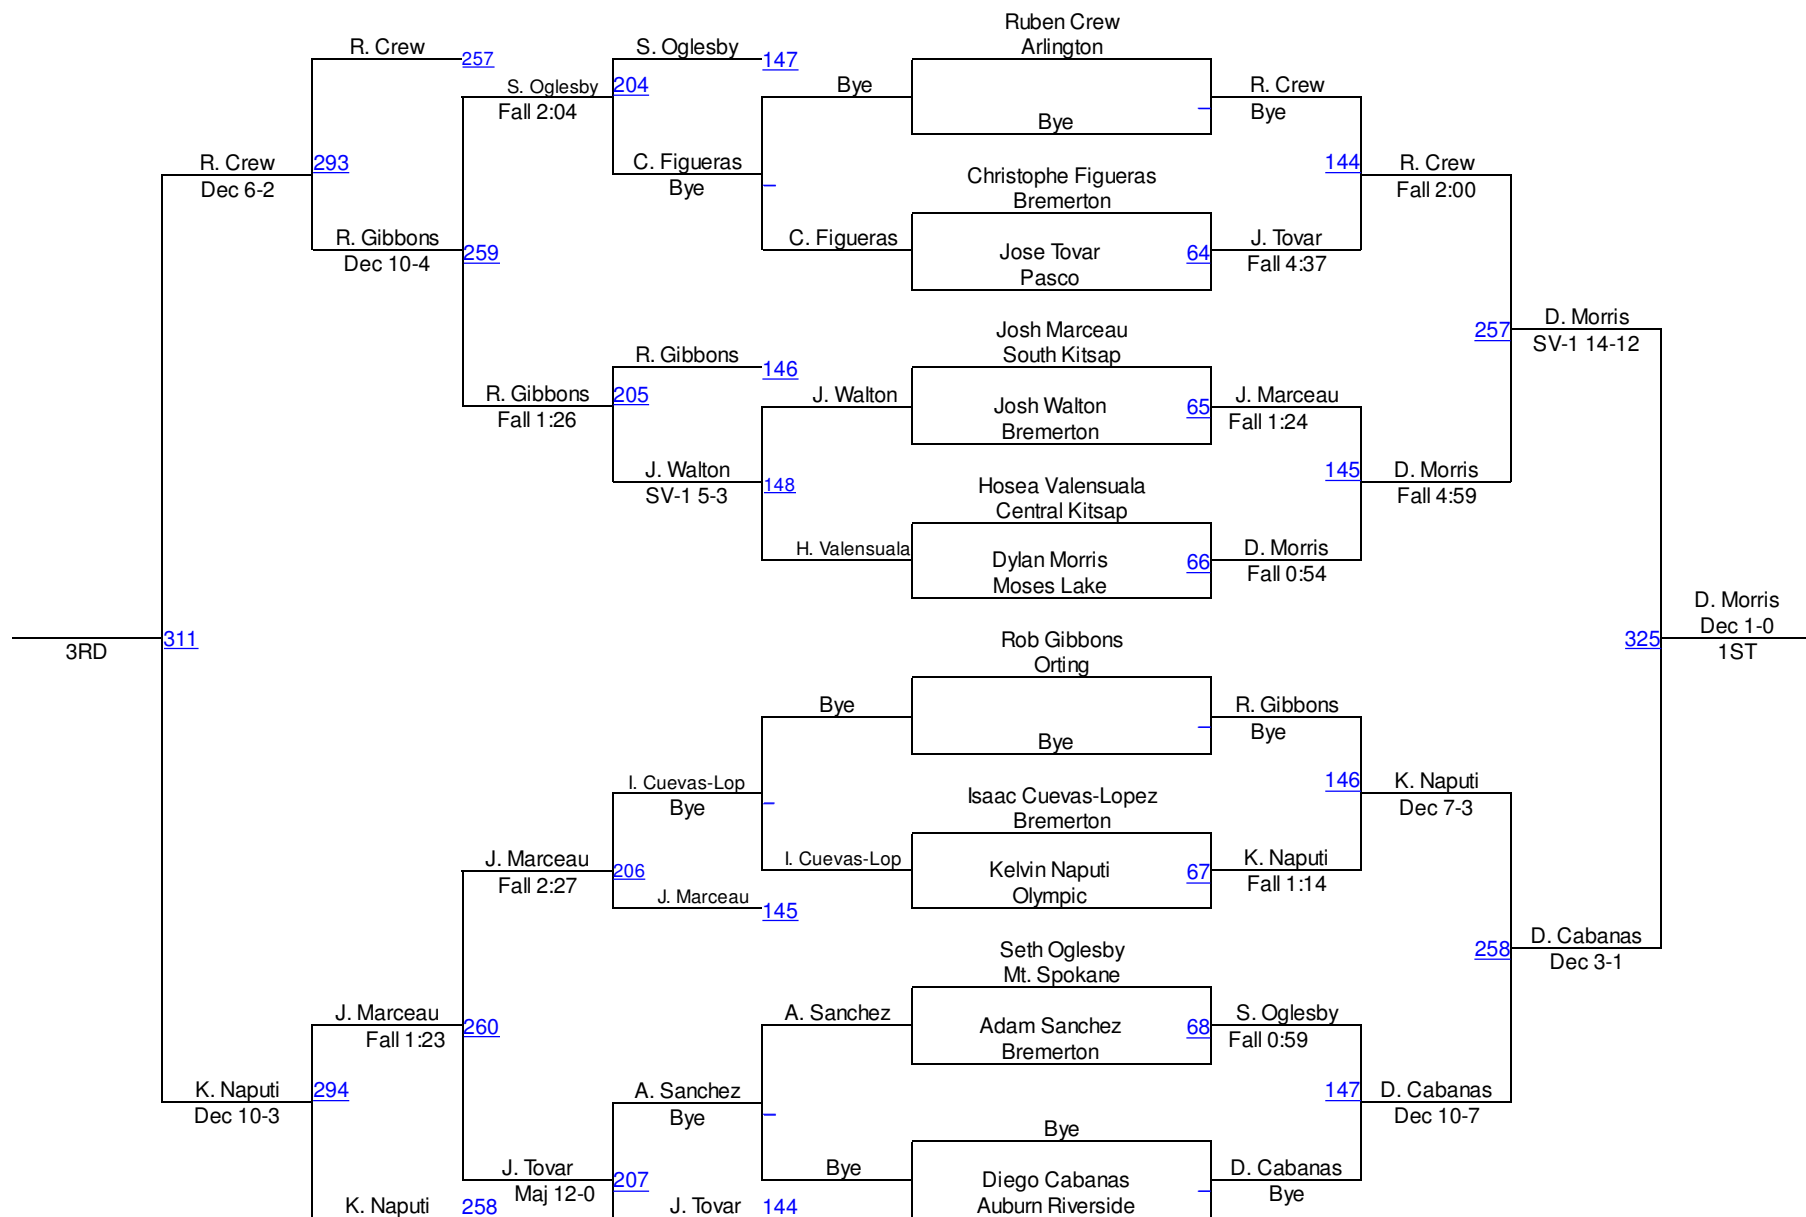 Ruben Crew
Arlington
R. Crew
257
S. Oglesby
147
S. Oglesby
204
Fall 2:04
Bye
Bye
R. Crew
Bye
C. Figueras
Bye
R. Crew
293
Dec 6-2
Christophe Figueras
Bremerton
144
R. Crew
Fall 2:00
R. Gibbons
Dec 10-4
259
C. Figueras
Jose Tovar
Pasco
64
J. Tovar
Fall 4:37
Josh Marceau
South Kitsap
257
D. Morris
SV-1 14-12
R. Gibbons
146
R. Gibbons
205
Fall 1:26
J. Walton
Josh Walton
Bremerton
65
J. Marceau
Fall 1:24
J. Walton
SV-1 5-3
148
Hosea Valensuala
Central Kitsap
145
D. Morris
Fall 4:59
H. Valensuala
Dylan Morris
Moses Lake
66
D. Morris
Fall 0:54
3RD
311
Rob Gibbons
Orting
325
D. Morris
Dec 1-0
1ST
Bye
Bye
R. Gibbons
Bye
I. Cuevas-Lop
Bye
Isaac Cuevas-Lopez
Bremerton
146
K. Naputi
Dec 7-3
J. Marceau
Fall 2:27
206
I. Cuevas-Lop
Kelvin Naputi
Olympic
67
K. Naputi
Fall 1:14
J. Marceau
145
Seth Oglesby
Mt. Spokane
258
D. Cabanas
Dec 3-1
J. Marceau
Fall 1:23
260
A. Sanchez
Adam Sanchez
Bremerton
68
S. Oglesby
Fall 0:59
K. Naputi
Dec 10-3
294
A. Sanchez
Bye
147
D. Cabanas
Dec 10-7
Bye
J. Tovar
Maj 12-0
207
Bye
Diego Cabanas
Auburn Riverside
D. Cabanas
Bye
K. Naputi
258
J. Tovar
144